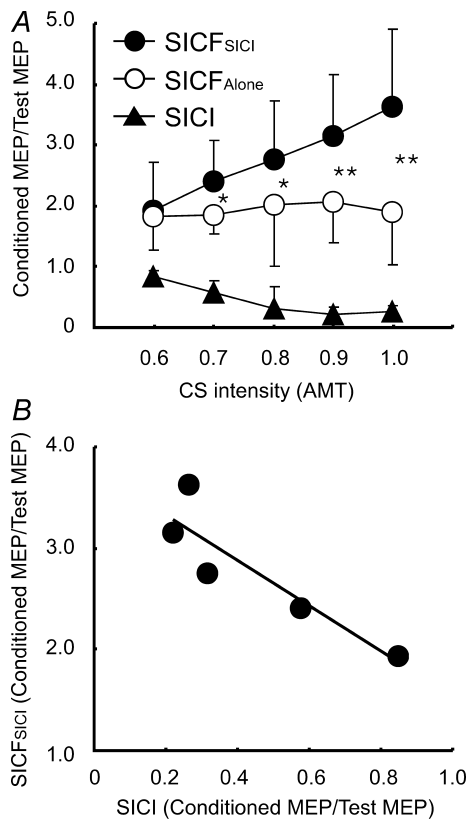 A
5.0
4.0
3.0
2.0
1.0
0
Conditioned MEP/Test MEP
SICFSICI
SICFAlone
SICI
*
*
**
**
0.6 0.7 0.8 0.9 1.0
CS intensity (AMT)
B
4.0
3.0
2.0
1.0
SICFSICI (Conditioned MEP/Test MEP)
0 0.2 0.4 0.6 0.8 1.0
SICI (Conditioned MEP/Test MEP)